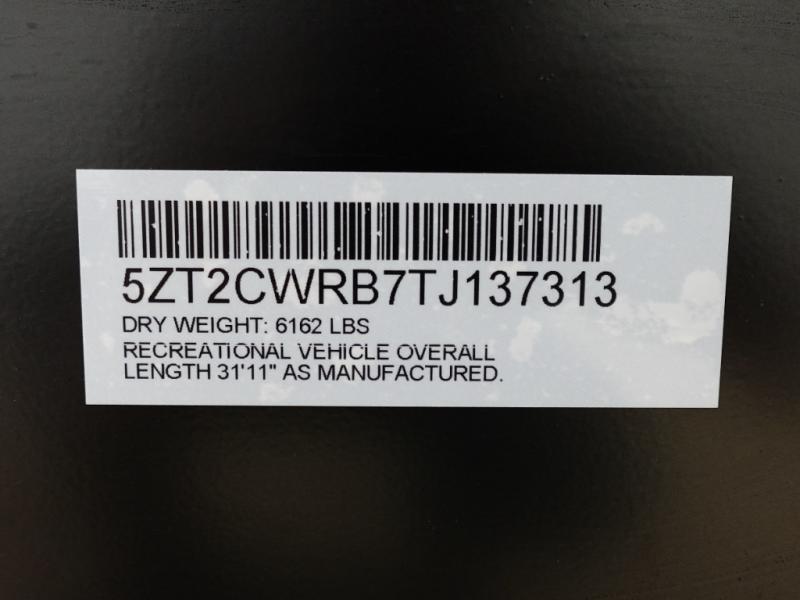 5ZT2CWRB7TJ137313
DRY WEIGHT: 6162 LBS
RECREATIONAL VEHICLE OVERALL
LENGTH 31'11" AS MANUFACTURED.